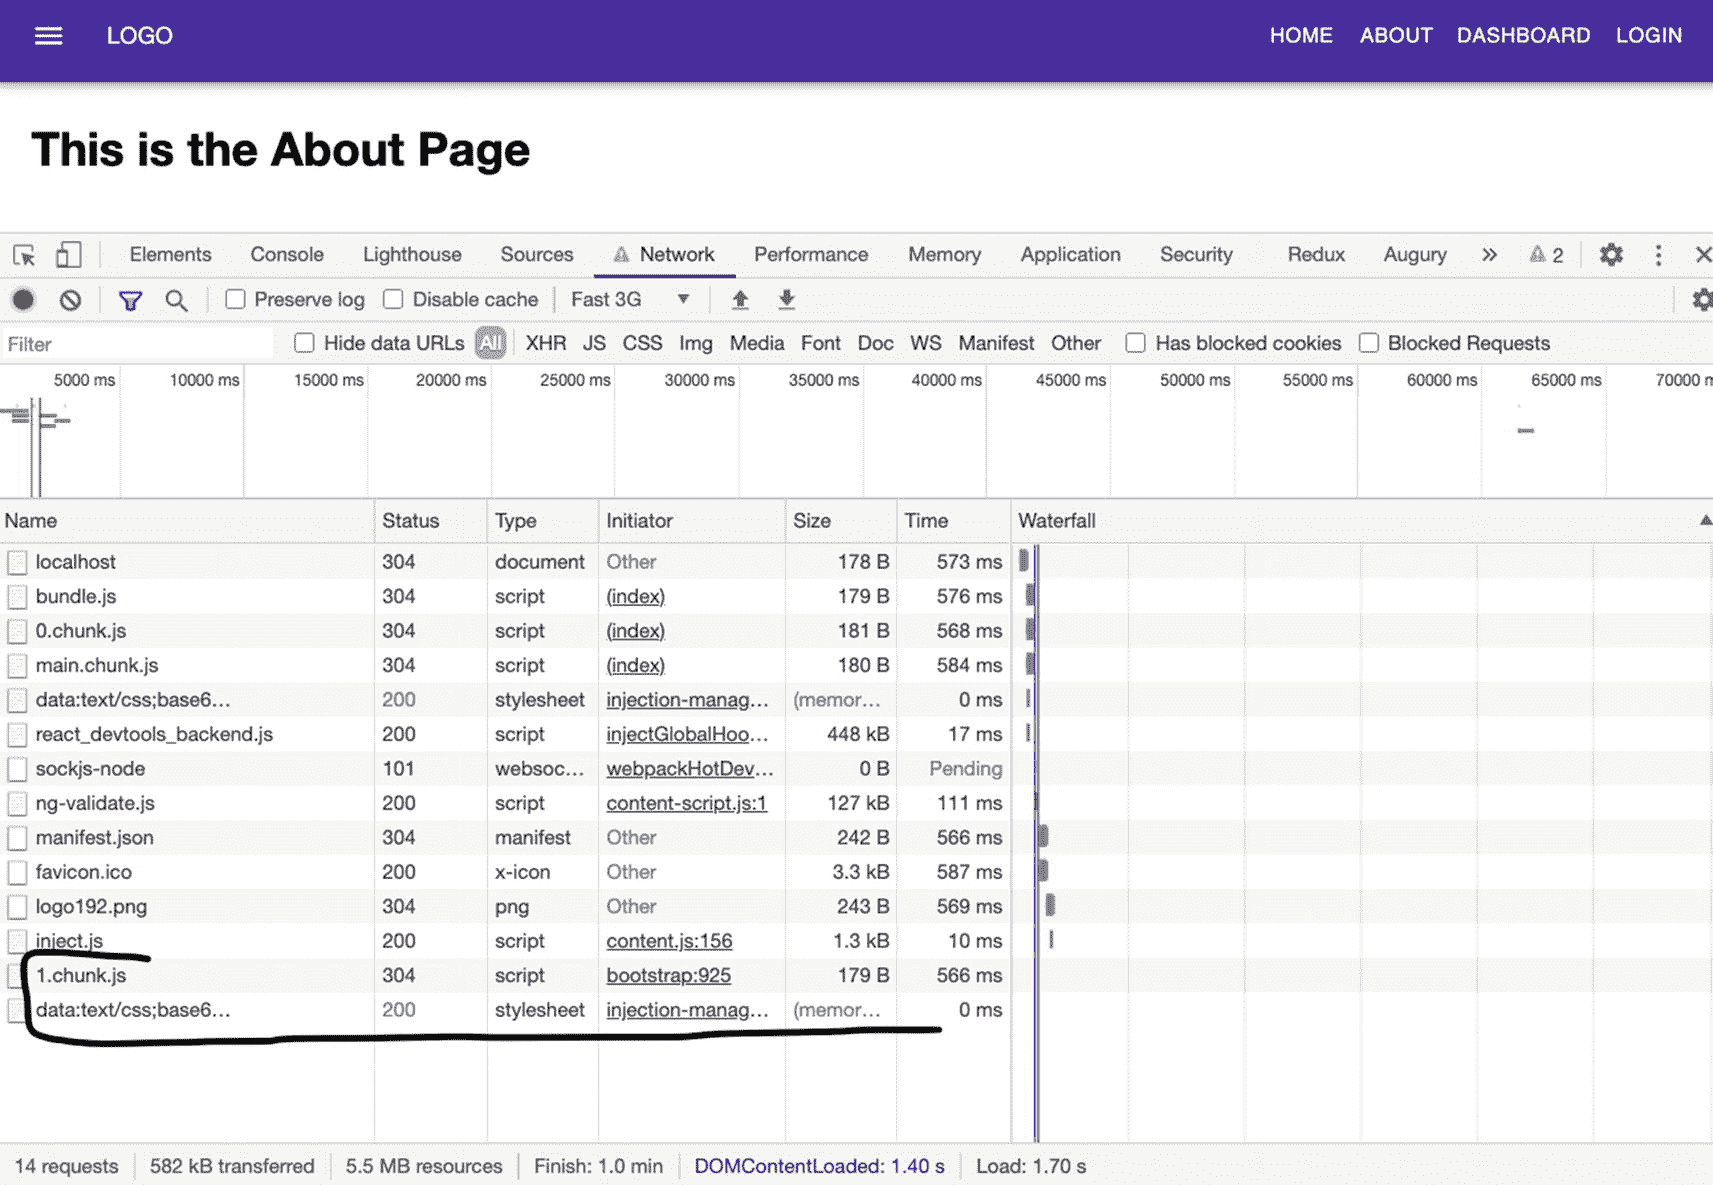 LOGO HOME ABOUT DASHBOARD LOGIN
This is the About Page
Elements Console Lighthouse Sources Network Performance Memory Application Security Redux Augury » 2
Preserve log Disable cache Fast 3G
Filter Hide data URLs All XHR JS CSS Img Media Font Doc WS Manifest Other Has blocked cookies Blocked Requests
5000 ms 10000 ms 15000 ms 20000 ms 25000 ms 30000 ms 35000 ms 40000 ms 45000 ms 50000 ms 55000 ms 60000 ms 65000 ms 70000 m
Name Status Type Initiator Size Time Waterfall
localhost 304 document Other 178 B 573 ms
bundle.js 304 script (index) 179 B 576 ms
0.chunk.js 304 script (index) 181 B 568 ms
main.chunk.js 304 script (index) 180 B 584 ms
data:text/css;base6... 200 stylesheet injection-manag... (memor... 0 ms
react_devtools_backend.js 200 script injectGlobalHoo... 448 kB 17 ms
sockjs-node 101 websoc... webpackHotDev... 0 B Pending
ng-validate.js 200 script content-script.js:1 127 kB 111 ms
manifest.json 304 manifest Other 242 B 566 ms
favicon.ico 200 x-icon Other 3.3 kB 587 ms
logo192.png 304 png Other 243 B 569 ms
inject.js 200 script content.js:156 1.3 kB 10 ms
1.chunk.js 304 script bootstrap:925 179 B 566 ms
data:text/css;base6... 200 stylesheet injection-manag... (memor... 0 ms
14 requests 582 kB transferred 5.5 MB resources Finish: 1.0 min DOMContentLoaded: 1.40 s Load: 1.70 s